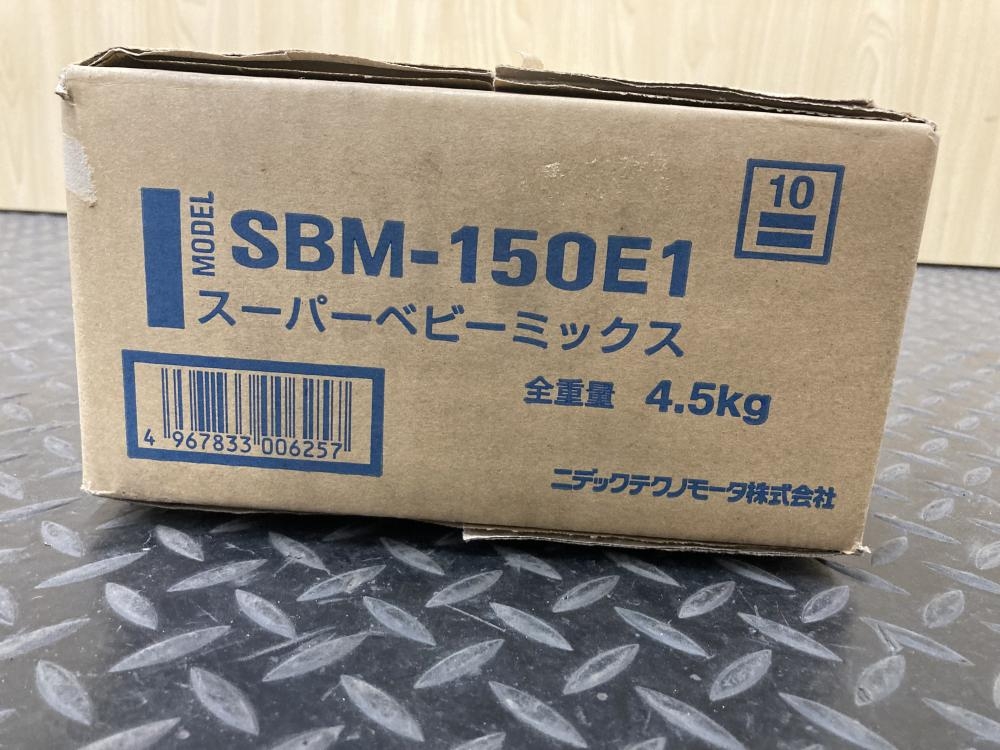 10
MODEL
SBM-150E1
スーパーベビーミックス
全重量 4.5kg
4 967833 006257
ニデックテクノモータ株式会社